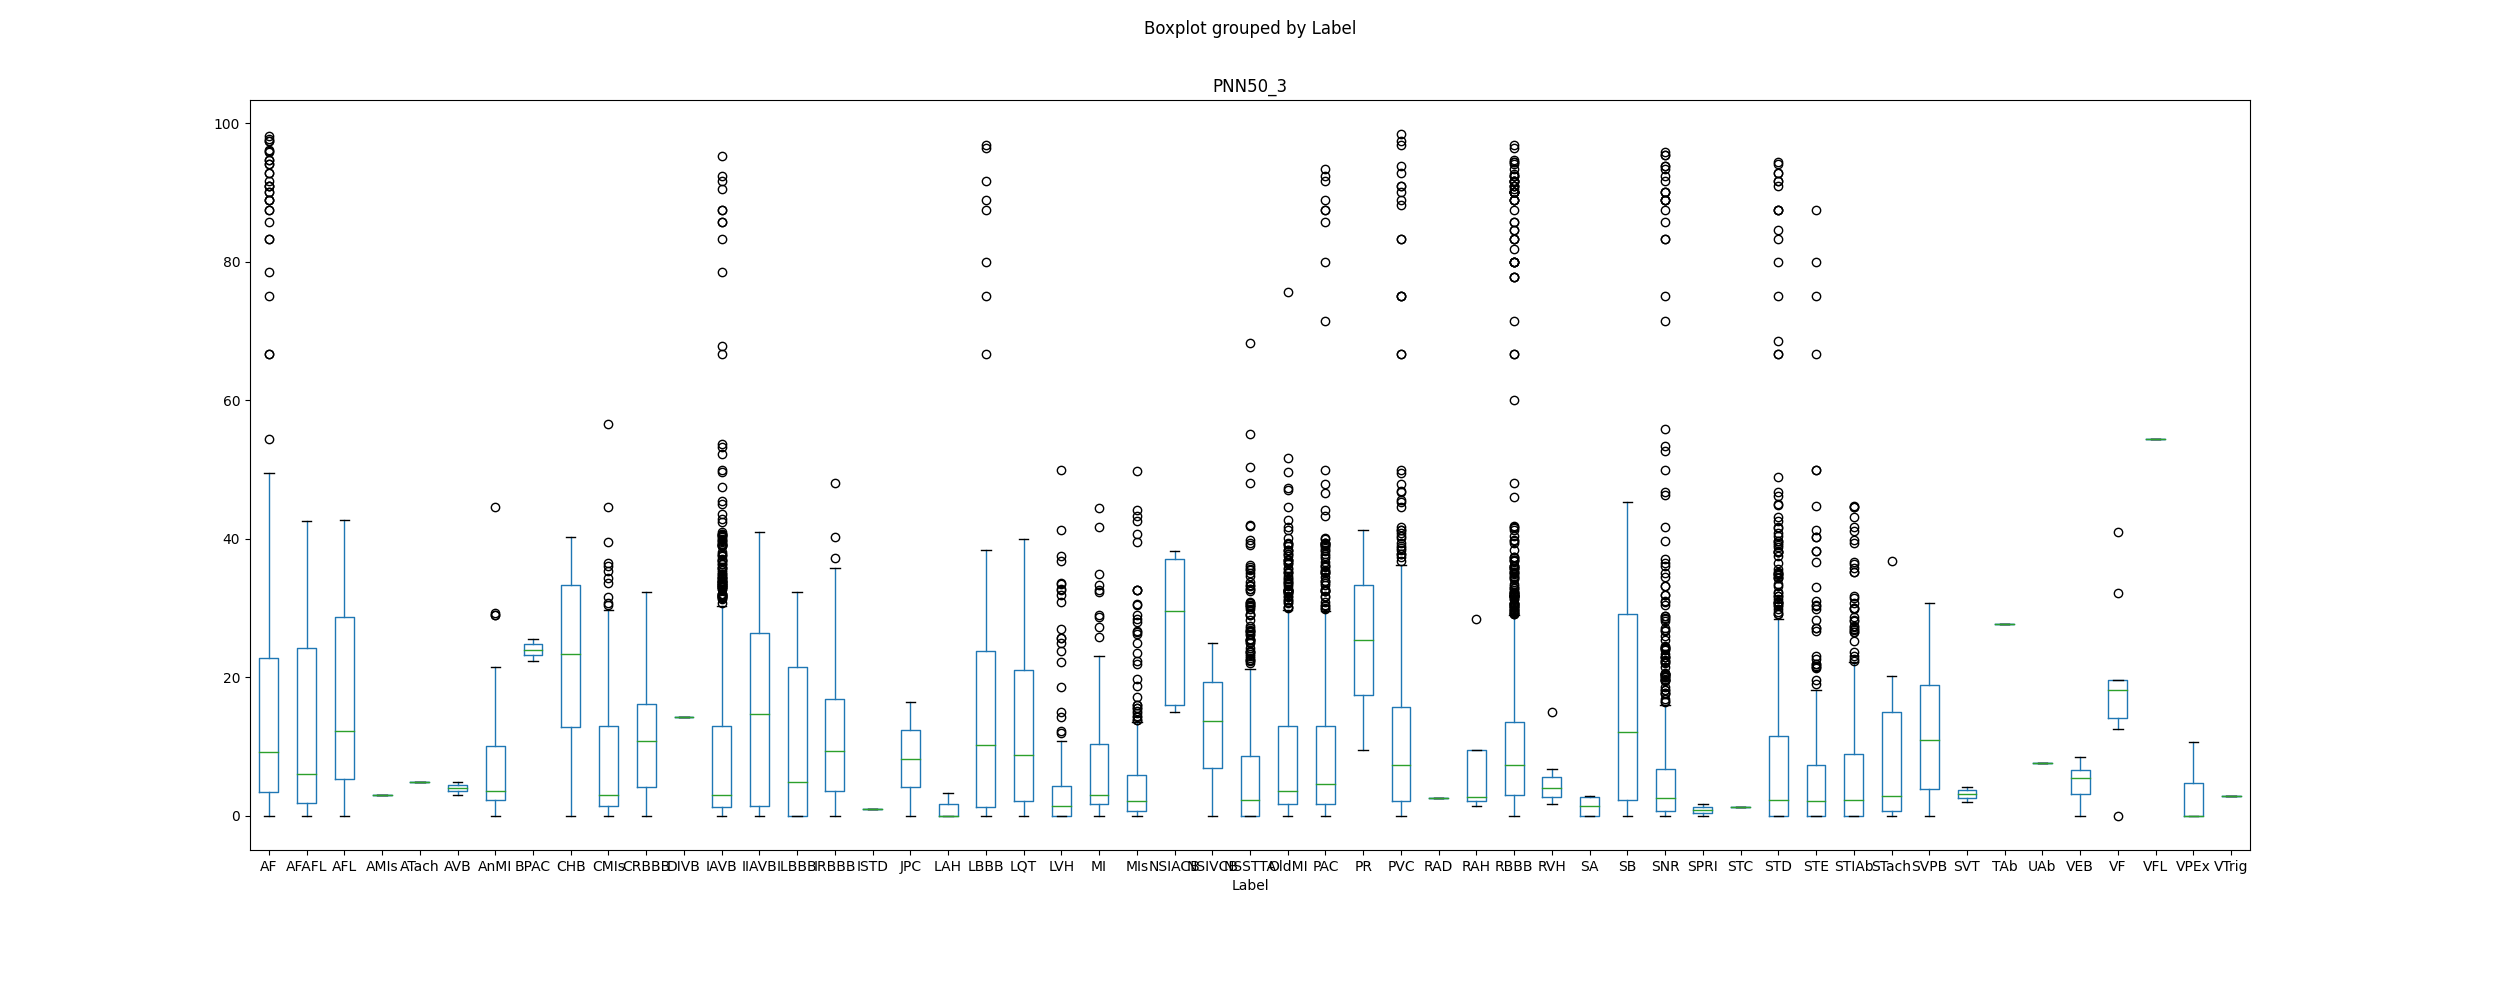 Boxplot grouped by Label
PNN50_3
100
80
60
40
20
0
AF AFAFL AFL AMIs ATach AVB AnMI BPAC CHB CMIs CRBBB DIVB IAVB IIAVB ILBBB IRBBB ISTD JPC LAH LBBB LQT LVH MI MIs NSIACB NSIVCB NSSTTA OldMI PAC PR PVC RAD RAH RBBB RVH SA SB SNR SPRI STC STD STE STIAb STach SVPB SVT TAb UAb VEB VF VFL VPEx VTrig
Label